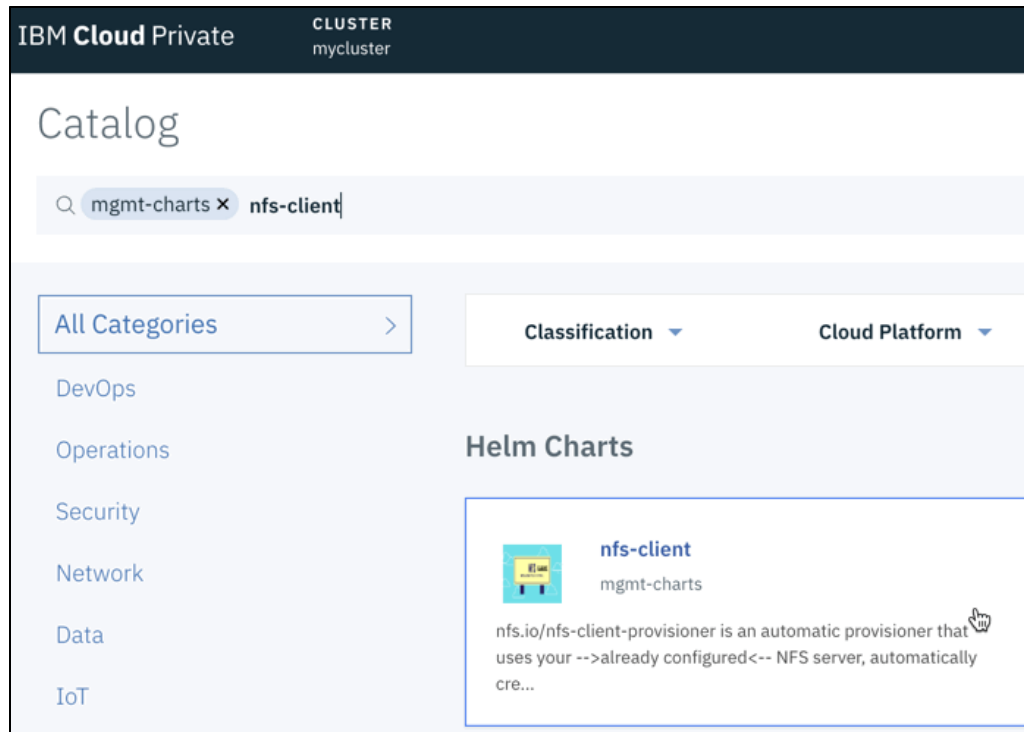 IBM Cloud Private
CLUSTER
mycluster
Catalog
mgmt-charts × nfs-client
All Categories
DevOps
Operations
Security
Network
Data
IoT
Classification
Cloud Platform
Helm Charts
nfs-client
mgmt-charts
nfs.io/nfs-client-provisioner is an automatic provisioner that
uses your -->already configured<-- NFS server, automatically
cre...